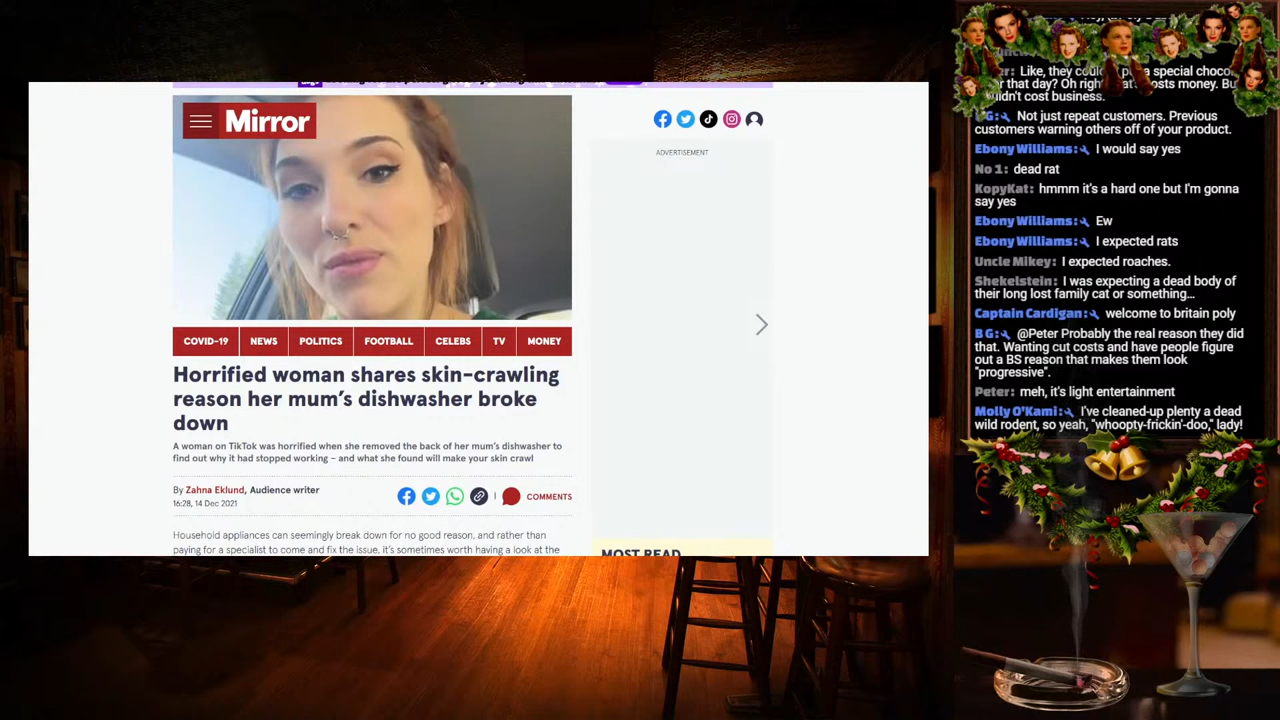 Mirror
ADVERTISEMENT
COVID-19 NEWS POLITICS FOOTBALL CELEBS TV MONEY
Horrified woman shares skin-crawling
reason her mum's dishwasher broke
down
A woman on TikTok was horrified when she removed the back of her mum's dishwasher to
find out why it had stopped working – and what she found will make your skin crawl
By Zahna Eklund, Audience writer
16:28, 14 Dec 2021
COMMENTS
Household appliances can seemingly break down for no good reason, and rather than
paying for a specialist to come and fix the issue, it's sometimes worth having a look at the
MOST READ
Like, they
a special
that day? Oh
costs money.
cost business.
Not just repeat customers. Previous
customers warning others off of your product.
Ebony Williams: I would say yes
No 1: dead rat
KopyKat: hmmm it's a hard one but I'm gonna
say yes
Ebony Williams: Ew
Ebony Williams: I expected rats
Uncle Mikey: I expected roaches.
Shekelstein: I was expecting a dead body of
their long lost family cat or something...
Captain Cardigan: welcome to britain poly
B G: @Peter Probably the real reason they did
that. Wanting cut costs and have people figure
out a BS reason that makes them look
"progressive".
Peter: meh, it's light entertainment
Molly O'Kami: I've cleaned-up plenty a dead
wild rodent, so yeah, "whoopty-frickin'-doo," lady!